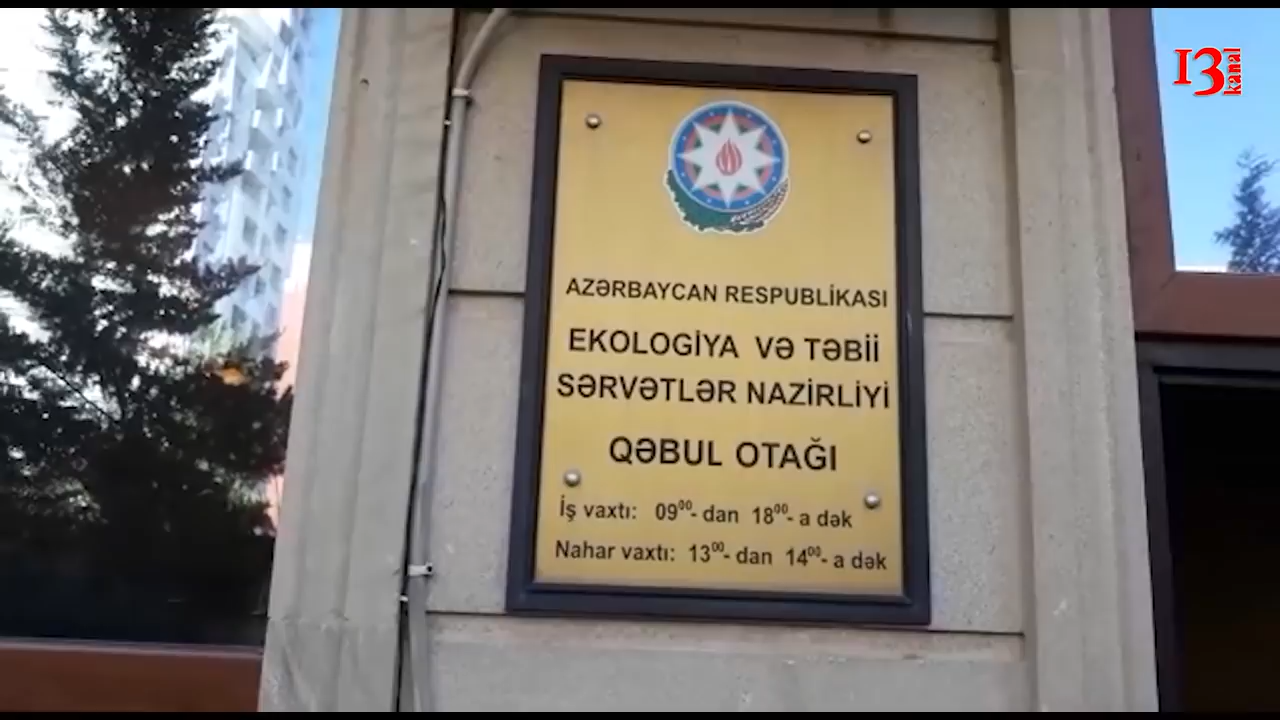 13 kanal
AZƏRBAYCAN RESPUBLİKASI
EKOLOGİYA VƏ TƏBİİ
SƏRVƏTLƏR NAZİRLİYİ
QƏBUL OTAĞI
İş vaxtı: 09⁰⁰- dan 18⁰⁰- a dək
Nahar vaxtı: 13⁰⁰- dan 14⁰⁰- a dək